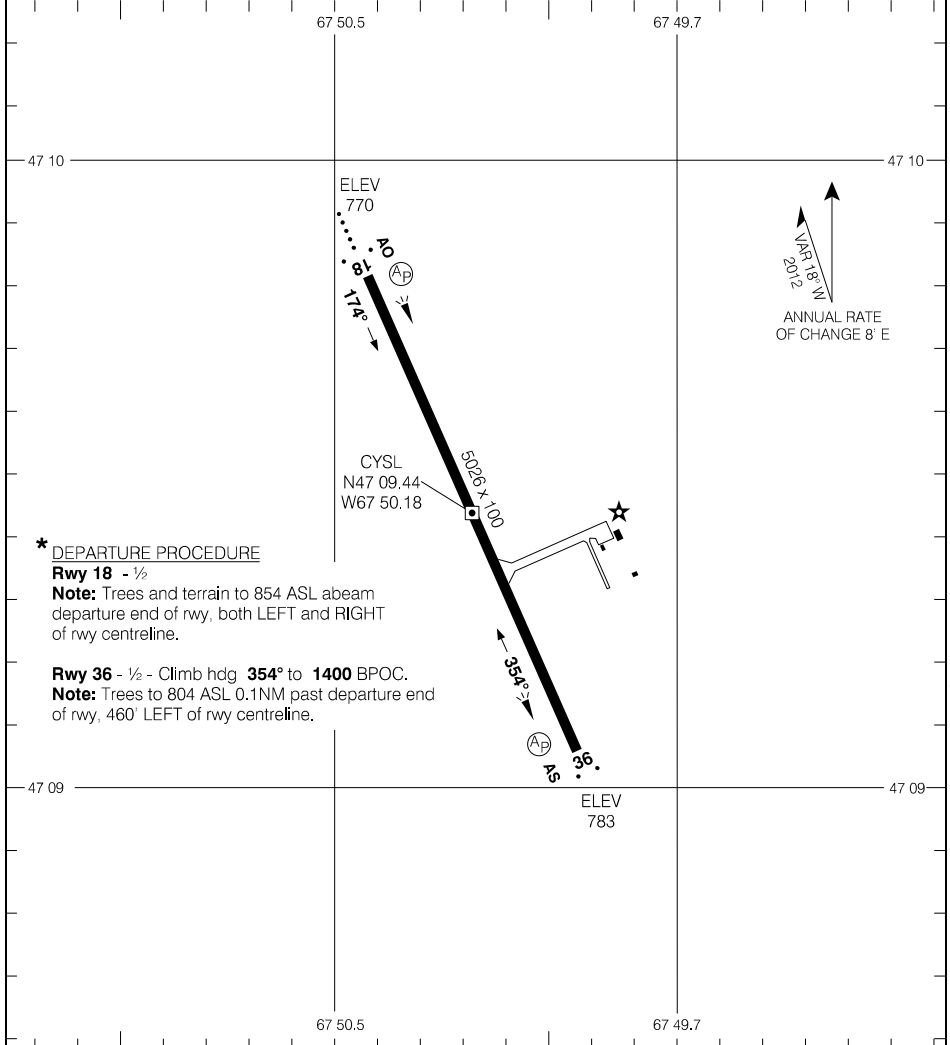 67 50.5
67 49.7
47 10
47 10
ELEV
770
AO
18
AP
174°
VAR 18° W
2012
ANNUAL RATE
OF CHANGE 8' E
CYSL
N47 09.44
W67 50.18
5026 x 100
* DEPARTURE PROCEDURE
Rwy 18 - ½
Note: Trees and terrain to 854 ASL abeam
departure end of rwy, both LEFT and RIGHT
of rwy centreline.
Rwy 36 - ½ - Climb hdg 354° to 1400 BPOC.
Note: Trees to 804 ASL 0.1NM past departure end
of rwy, 460' LEFT of rwy centreline.
354°
AP
AS
36
47 09
47 09
ELEV
783
67 50.5
67 49.7